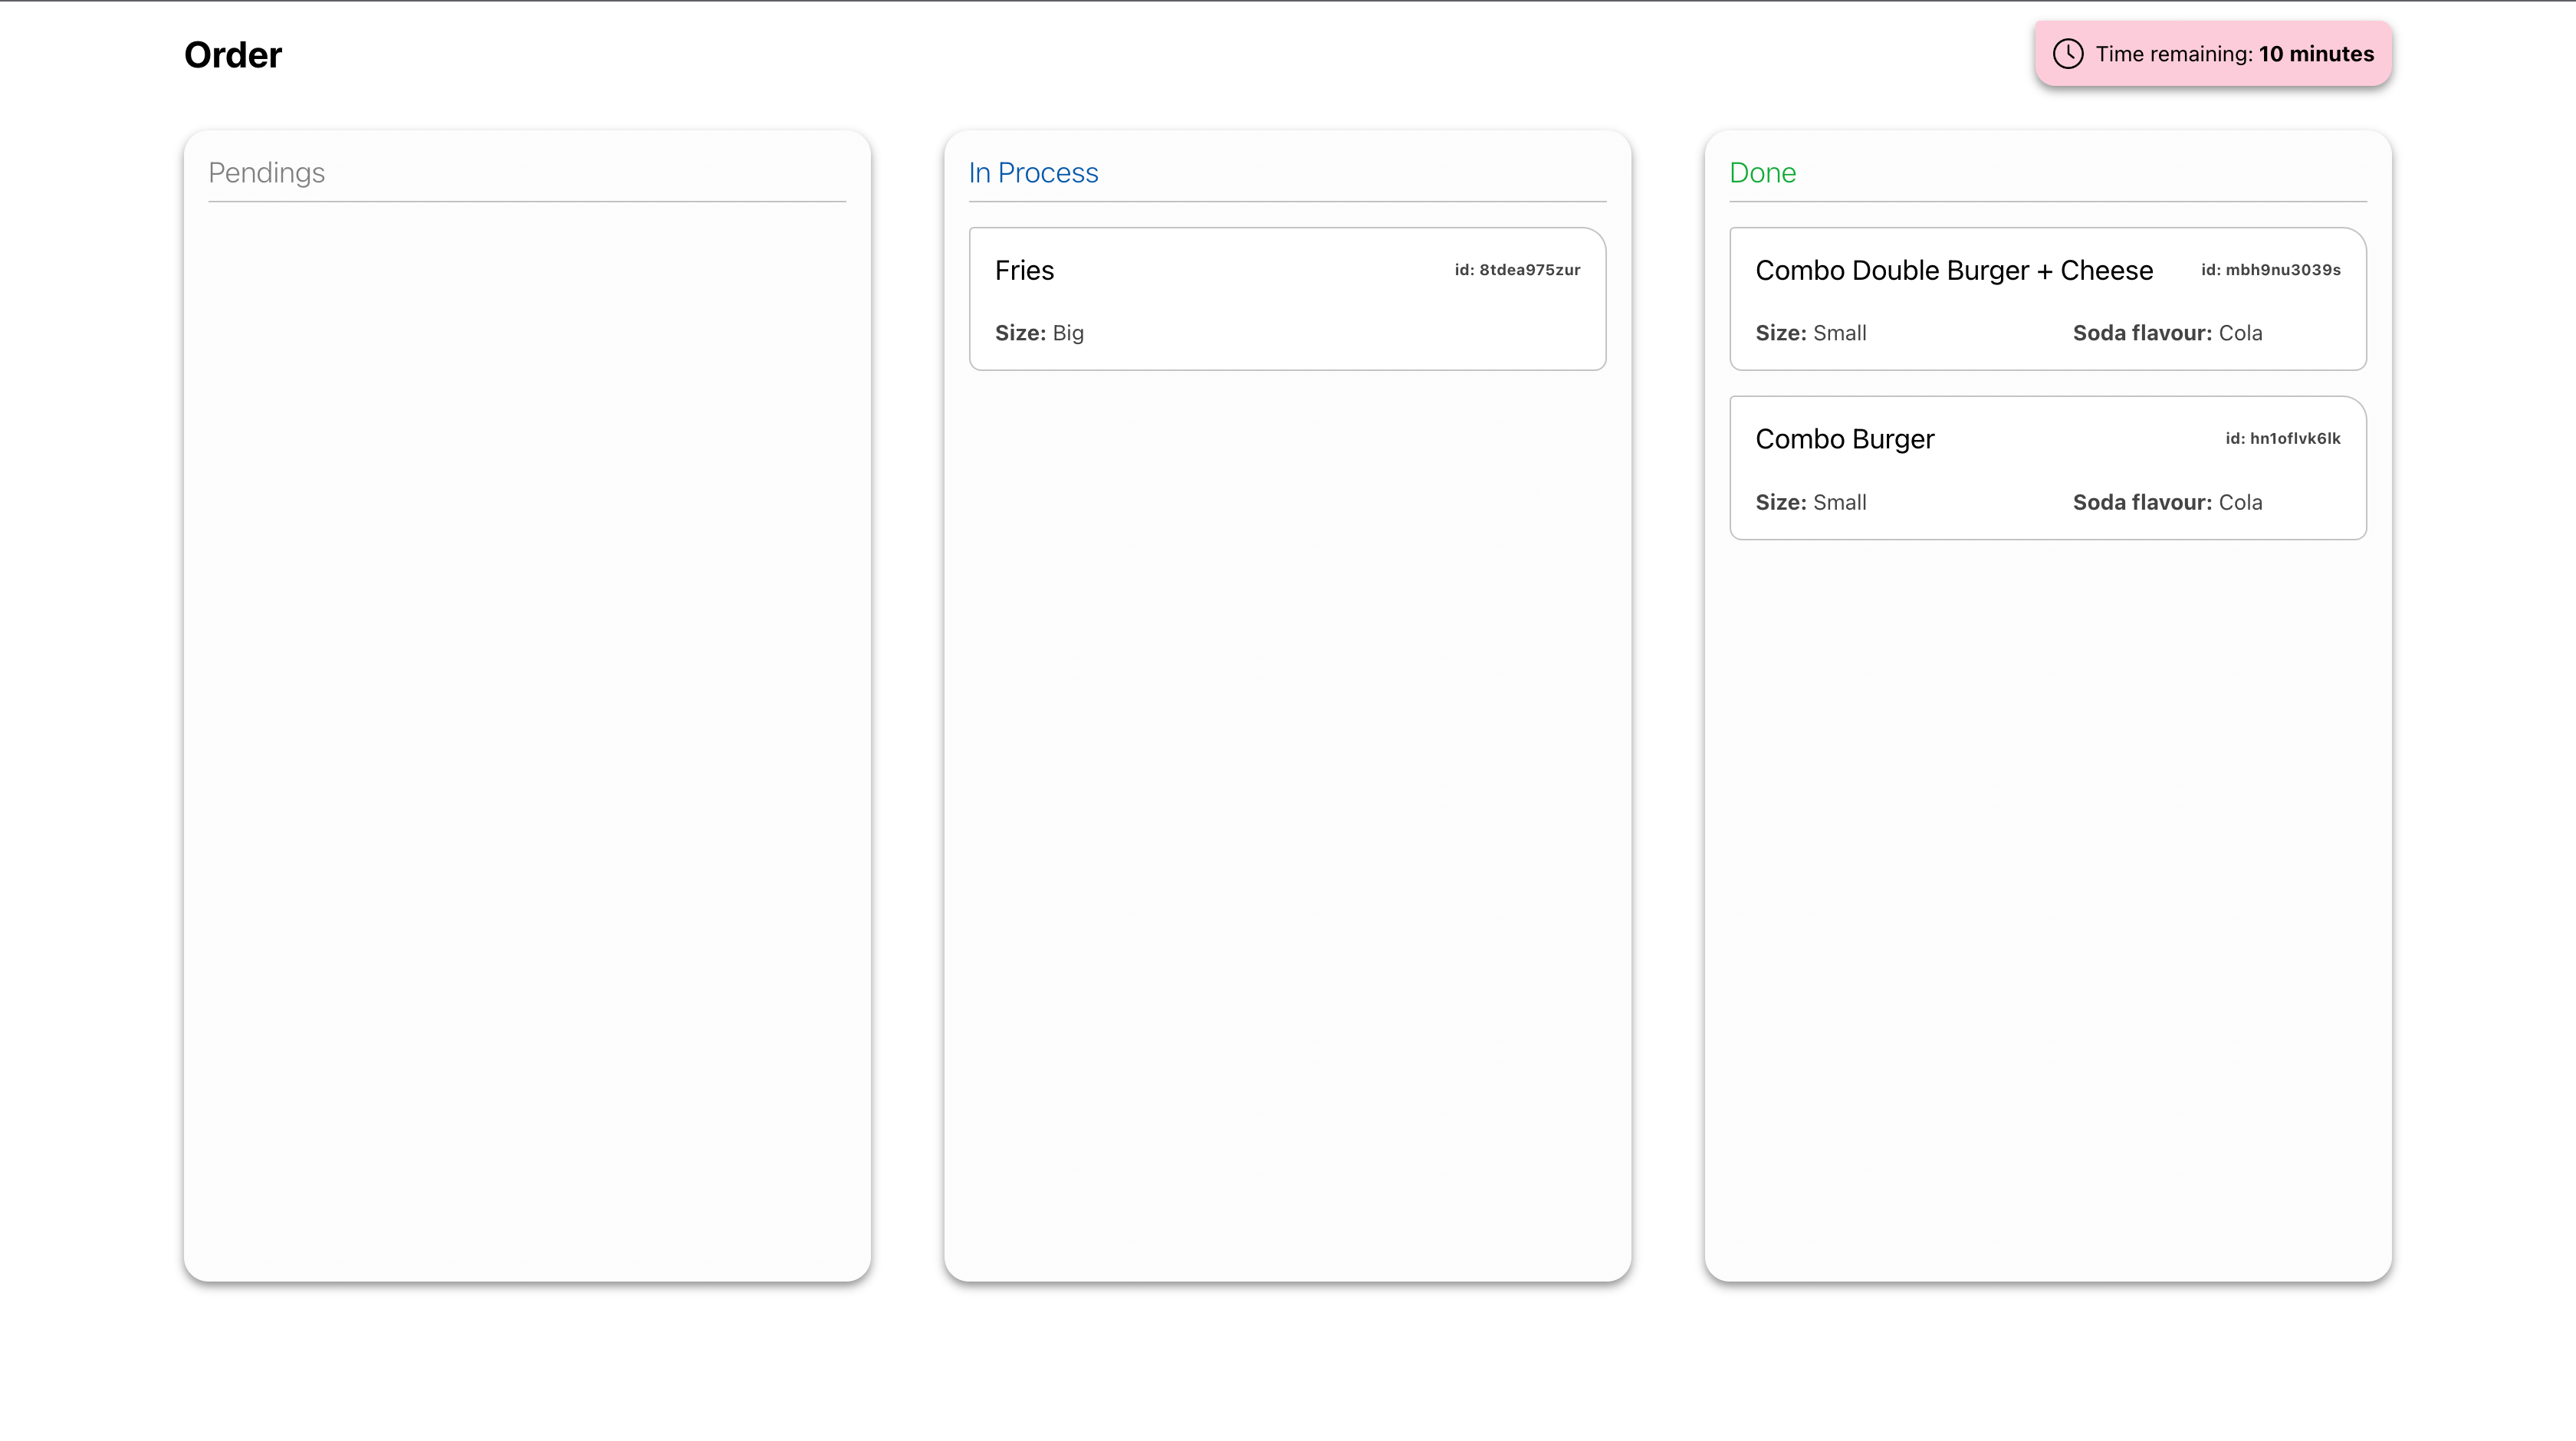 Order
Time remaining: 10 minutes
Pendings
In Process
Fries
id: 8tdea975zur
Size: Big
Done
Combo Double Burger + Cheese
id: mbh9nu3039s
Size: Small
Soda flavour: Cola
Combo Burger
id: hn1oflvk6lk
Size: Small
Soda flavour: Cola